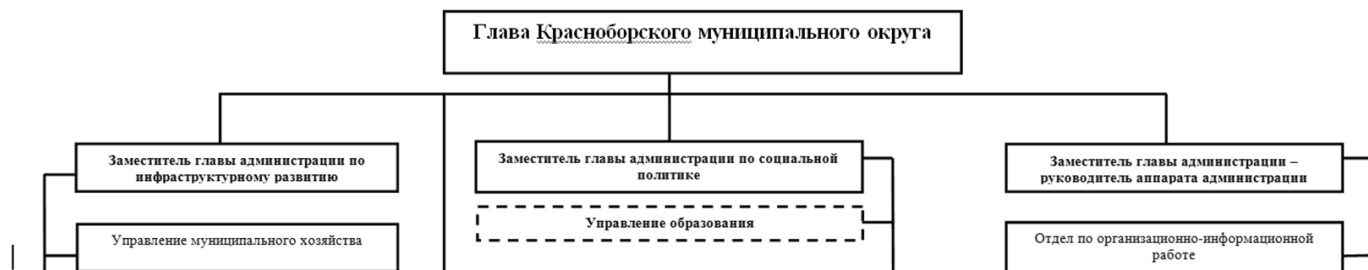 Глава Красноборского муниципального округа
Заместитель главы администрации по
инфраструктурному развитию
Заместитель главы администрации по социальной
политике
Заместитель главы администрации –
руководитель аппарата администрации
Управление муниципального хозяйства
Управление образования
Отдел по организационно-информационной
работе